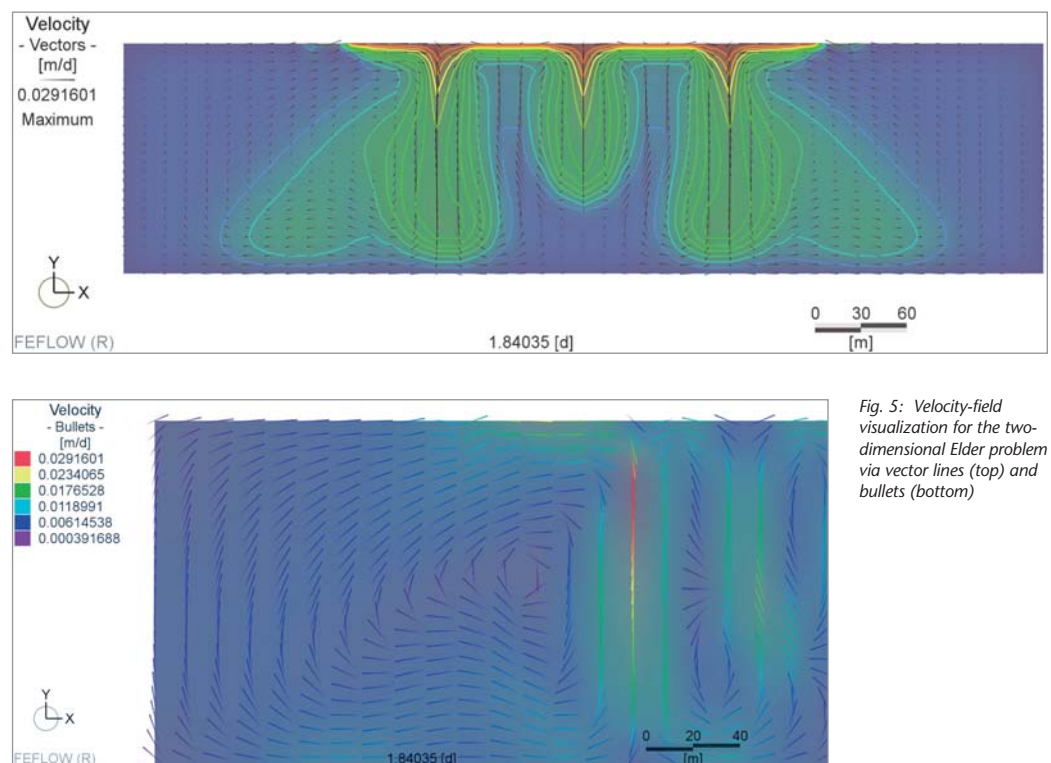 Velocity
- Vectors -
[m/d]
0.0291601
Maximum
Y
X
FEFLOW (R)
1.84035 [d]
0 30 60
[m]
Velocity
- Bullets -
[m/d]
0.0291601
0.0234065
0.0176528
0.0118991
0.00614538
0.000391688
Y
X
FEFLOW (R)
1.84035 [d]
0 20 40
[m]
Fig. 5: Velocity-field
visualization for the two-
dimensional Elder problem
via vector lines (top) and
bullets (bottom)